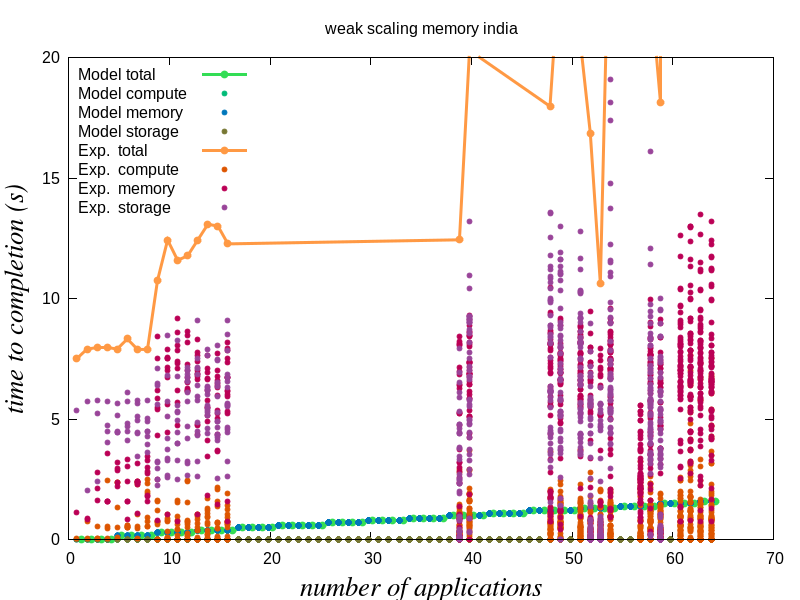 weak scaling memory india
20
15
10
5
0
Model total
Model compute
Model memory
Model storage
Exp. total
Exp. compute
Exp. memory
Exp. storage
time to completion (s)
0 10 20 30 40 50 60 70
number of applications